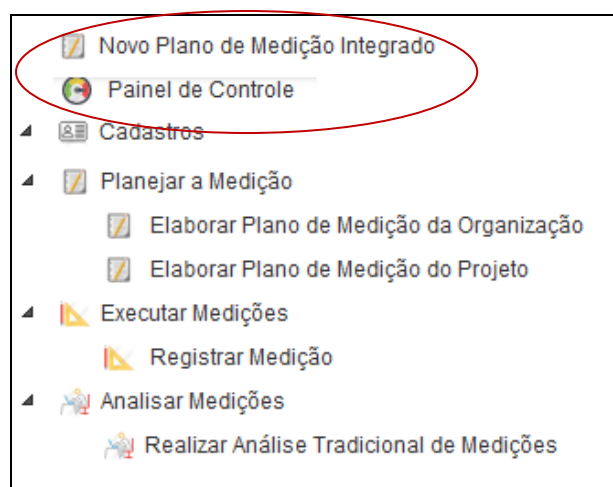 Novo Plano de Medição Integrado
Painel de Controle
Cadastros
Planejar a Medição
Elaborar Plano de Medição da Organização
Elaborar Plano de Medição do Projeto
Executar Medições
Registrar Medição
Analisar Medições
Realizar Análise Tradicional de Medições